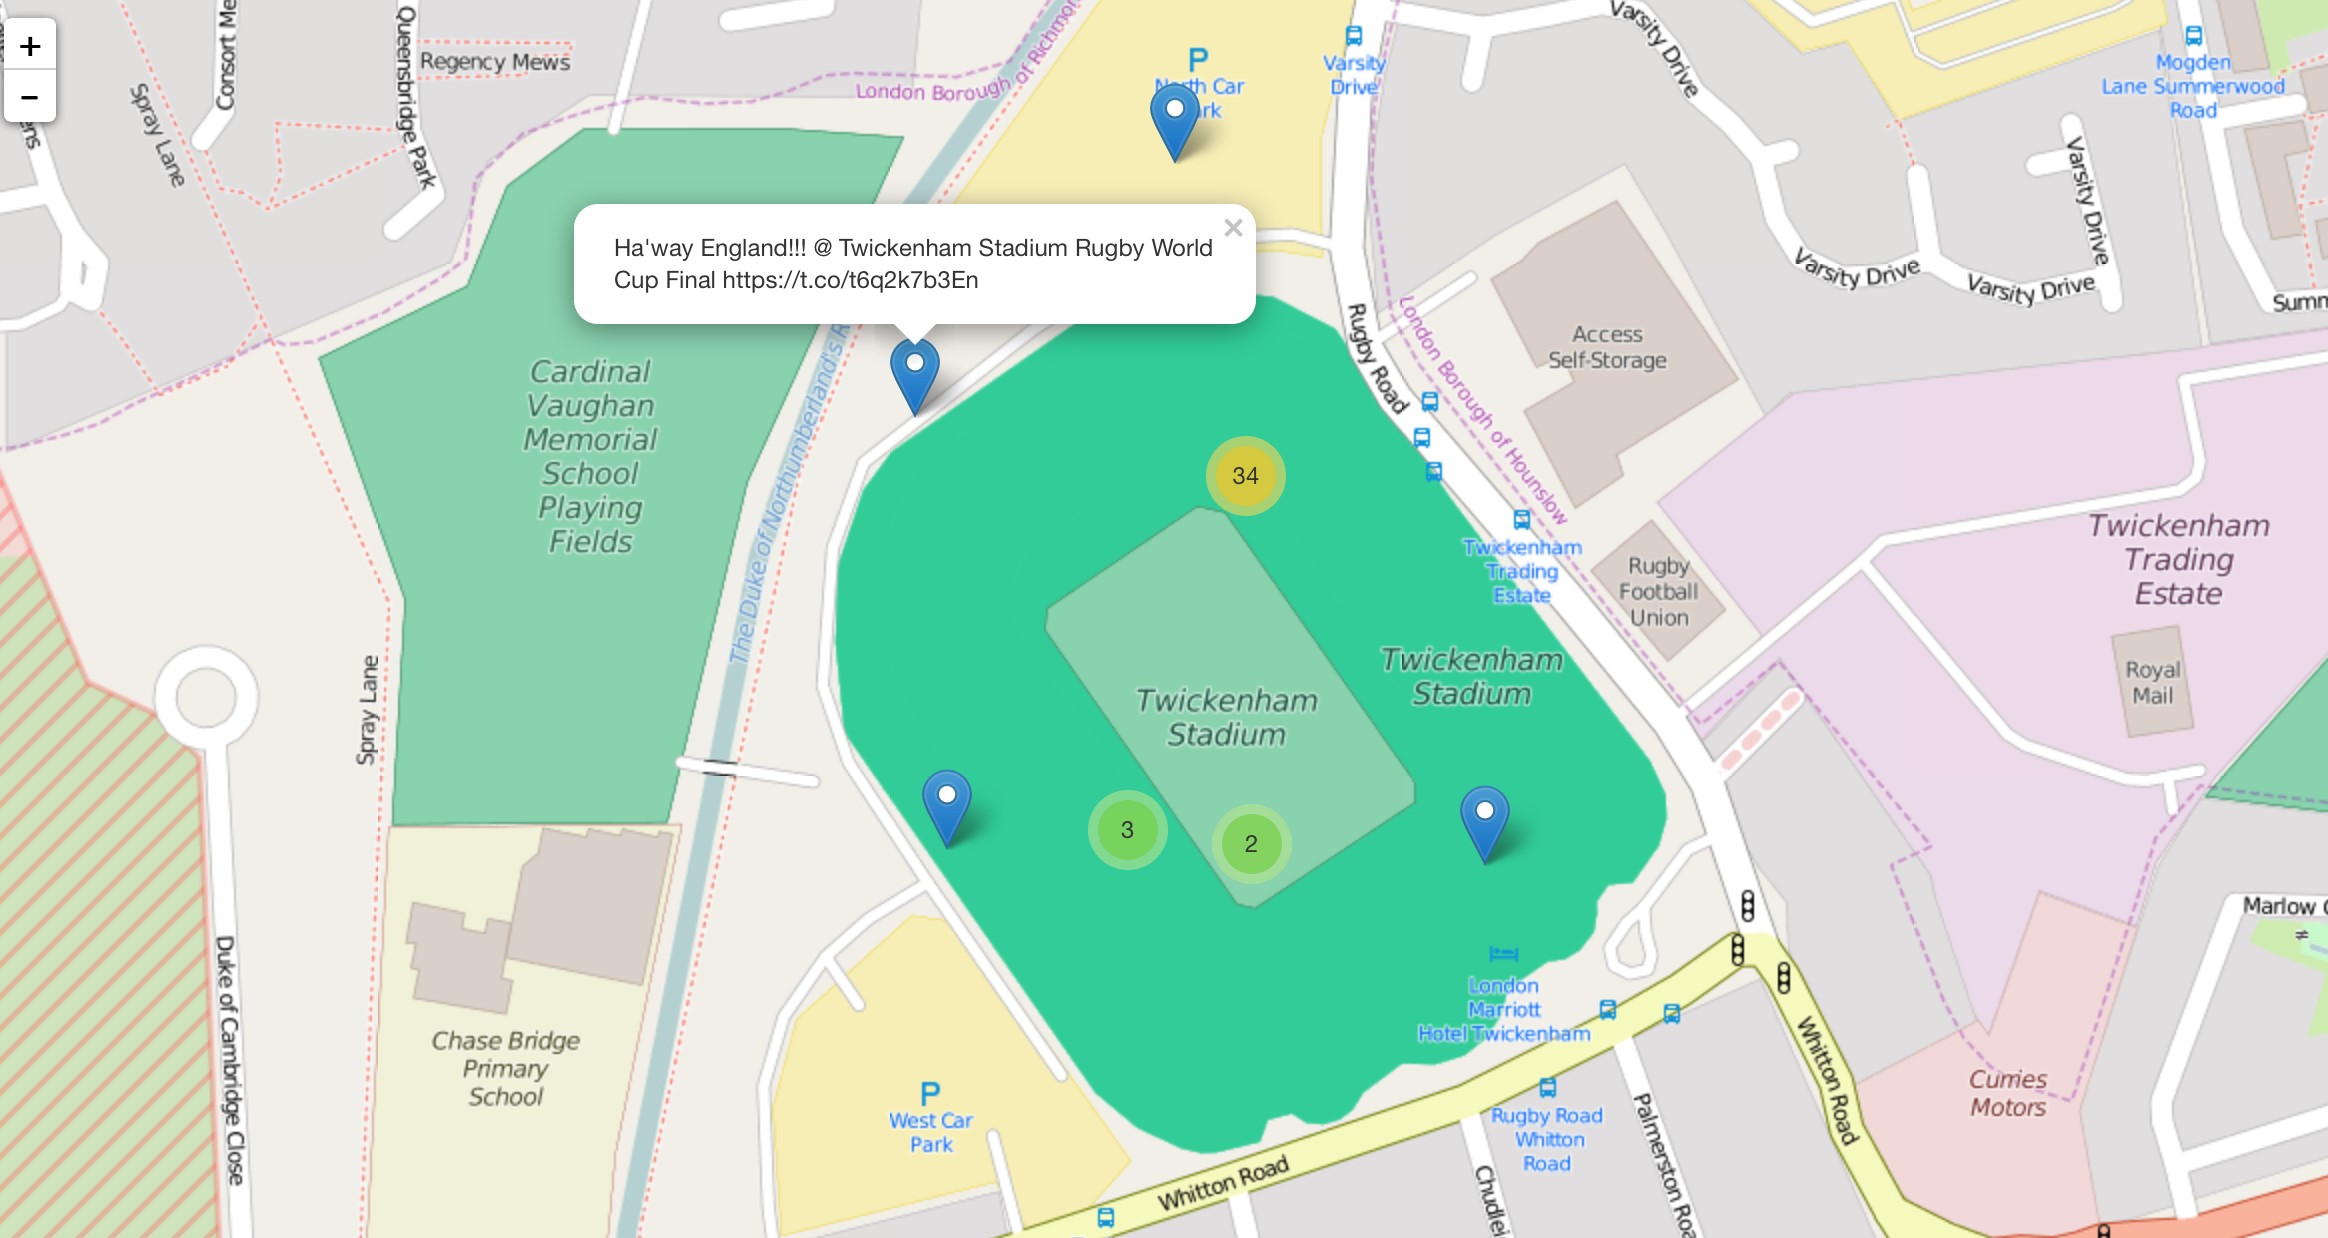 +
−
Consort Me
Queensbridge Park
Regency Mews
Spray Lane
ens
London Borough of Richmon
P
North Car
Park
Varsity
Drive
Varsity Drive
Mogden
Lane Summerwood
Road
Varsity Drive
Varsity Drive
Varsity Drive
Summ
Ha'way England!!! @ Twickenham Stadium Rugby World
Cup Final https://t.co/t6q2k7b3En
×
Rugby Road
London Borough of Hounslow
Access
Self-Storage
Cardinal
Vaughan
Memorial
School
Playing
Fields
The Duke of Northumberland's R
34
Twickenham
Trading
Estate
Rugby
Football
Union
Twickenham
Trading
Estate
Royal
Mail
Twickenham
Stadium
Twickenham
Stadium
Spray Lane
3
2
Marlow
London
Marriott
Hotel Twickenham
Duke of Cambridge Close
Chase Bridge
Primary
School
P
West Car
Park
Whitton Road
Rugby Road
Whitton
Road
Chudlei
Palmerston Roa
Whitton Road
Curries
Motors